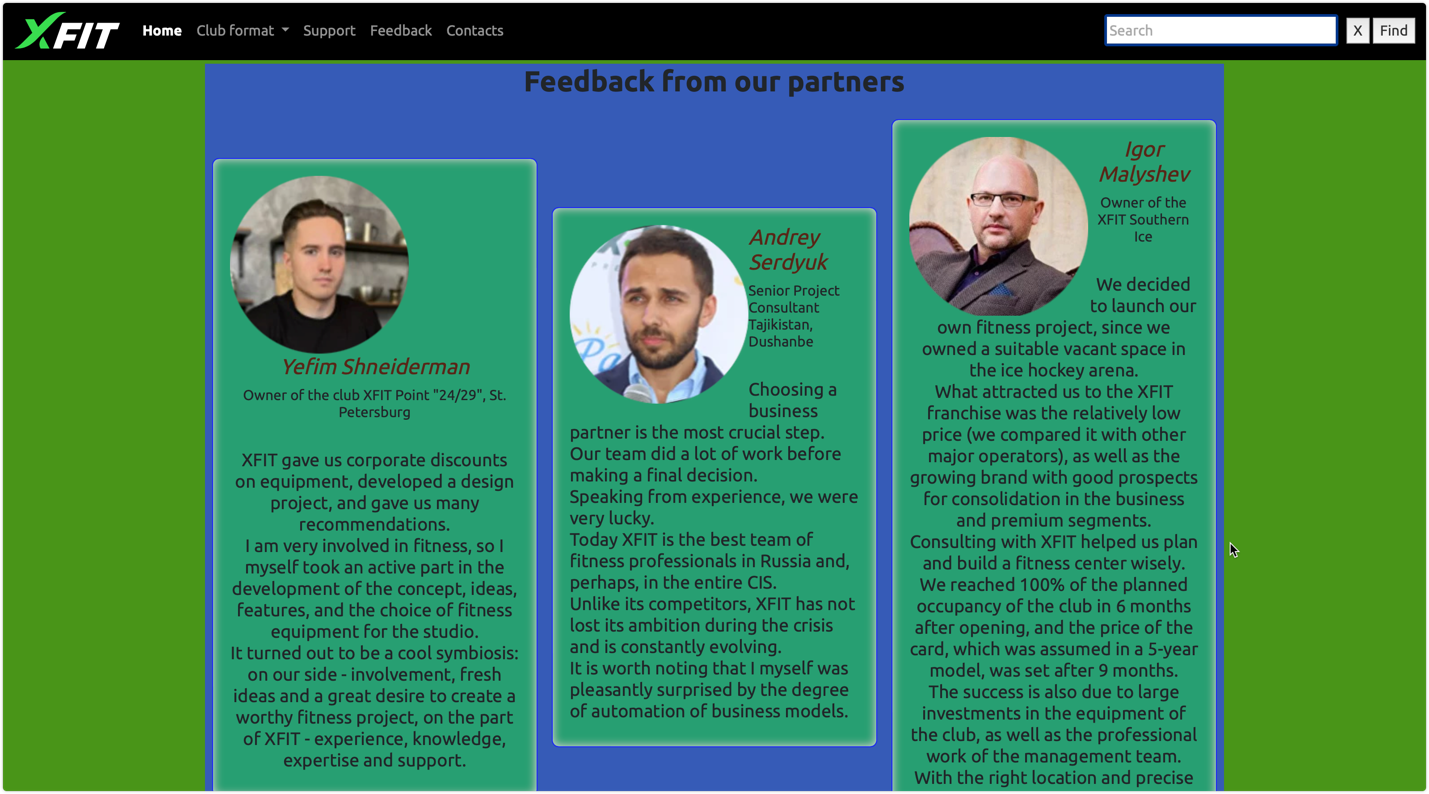 XFIT
Home
Club format
Support
Feedback
Contacts
Search
X
Find
Feedback from our partners
Yefim Shneiderman
Owner of the club XFIT Point "24/29", St.
Petersburg
XFIT gave us corporate discounts
on equipment, developed a design
project, and gave us many
recommendations.
I am very involved in fitness, so I
myself took an active part in the
development of the concept, ideas,
features, and the choice of fitness
equipment for the studio.
It turned out to be a cool symbiosis:
on our side - involvement, fresh
ideas and a great desire to create a
worthy fitness project, on the part
of XFIT - experience, knowledge,
expertise and support.
Andrey
Serdyuk
Senior Project
Consultant
Tajikistan,
Dushanbe
Choosing a
business
partner is the most crucial step.
Our team did a lot of work before
making a final decision.
Speaking from experience, we were
very lucky.
Today XFIT is the best team of
fitness professionals in Russia and,
perhaps, in the entire CIS.
Unlike its competitors, XFIT has not
lost its ambition during the crisis
and is constantly evolving.
It is worth noting that I myself was
pleasantly surprised by the degree
of automation of business models.
Igor
Malyshev
Owner of the
XFIT Southern
Ice
We decided
to launch our
own fitness project, since we
owned a suitable vacant space in
the ice hockey arena.
What attracted us to the XFIT
franchise was the relatively low
price (we compared it with other
major operators), as well as the
growing brand with good prospects
for consolidation in the business
and premium segments.
Consulting with XFIT helped us plan
and build a fitness center wisely.
We reached 100% of the planned
occupancy of the club in 6 months
after opening, and the price of the
card, which was assumed in a 5-year
model, was set after 9 months.
The success is also due to large
investments in the equipment of
the club, as well as the professional
work of the management team.
With the right location and precise